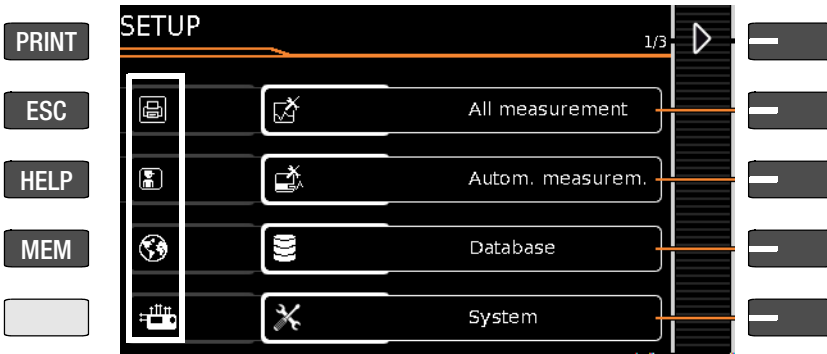 SETUP
1/3
PRINT
ESC
All measurement
HELP
Autom. measurem.
MEM
Database
System